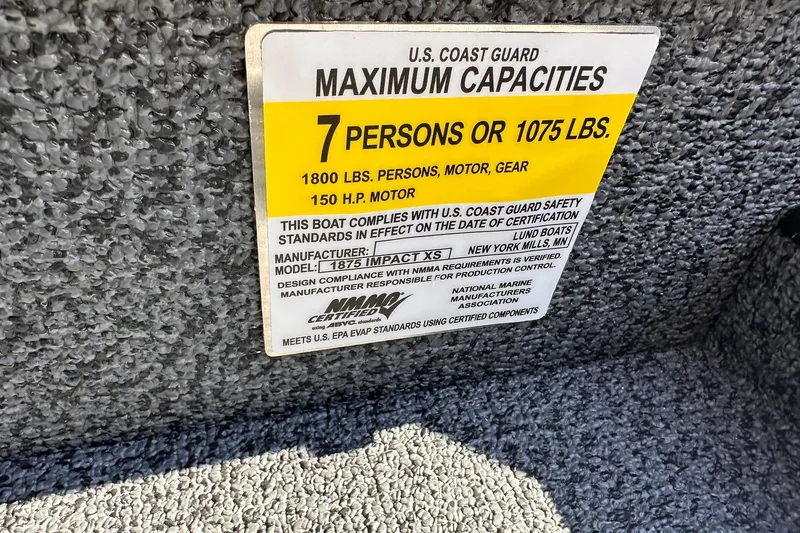 U.S. COAST GUARD
MAXIMUM CAPACITIES
7 PERSONS OR 1075 LBS.
1800 LBS. PERSONS, MOTOR, GEAR
150 H.P. MOTOR
THIS BOAT COMPLIES WITH U.S. COAST GUARD SAFETY
STANDARDS IN EFFECT ON THE DATE OF CERTIFICATION
MANUFACTURER: LUND BOATS
NEW YORK MILLS, MN
MODEL: 1875 IMPACT XS
DESIGN COMPLIANCE WITH NMMA REQUIREMENTS IS VERIFIED.
MANUFACTURER RESPONSIBLE FOR PRODUCTION CONTROL.
NMMA
CERTIFIED
using ABYC. standards
NATIONAL MARINE
MANUFACTURERS
ASSOCIATION
MEETS U.S. EPA EVAP STANDARDS USING CERTIFIED COMPONENTS